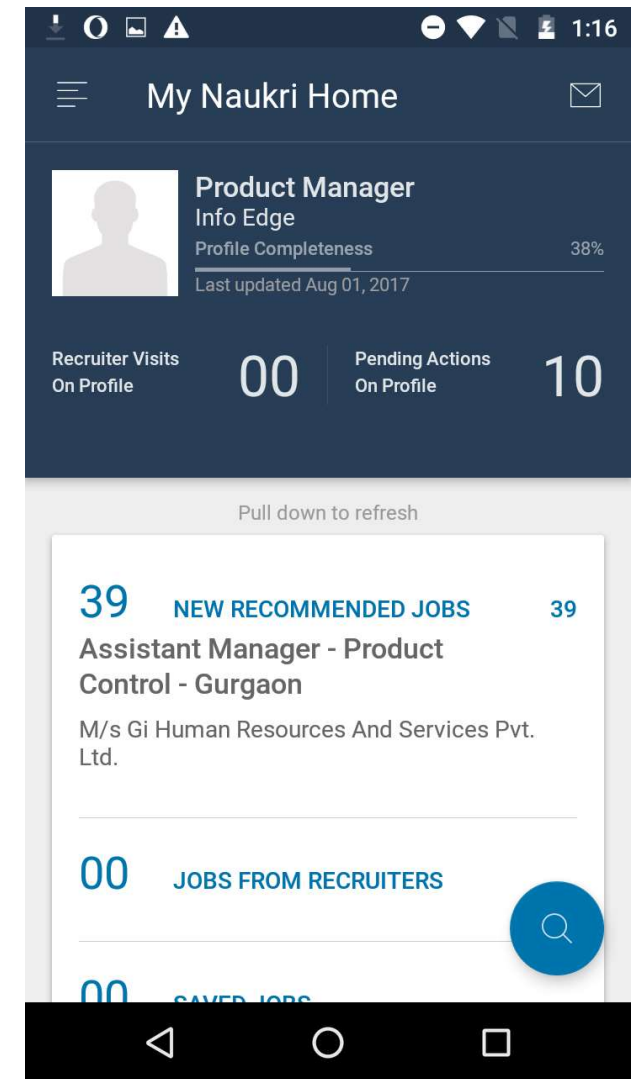 1:16
My Naukri Home
Product Manager
Info Edge
Profile Completeness 38%
Last updated Aug 01, 2017
Recruiter Visits
On Profile
00
Pending Actions
On Profile
10
Pull down to refresh
39 NEW RECOMMENDED JOBS 39
Assistant Manager - Product
Control - Gurgaon
M/s Gi Human Resources And Services Pvt.
Ltd.
00 JOBS FROM RECRUITERS
00 SAVED JOBS